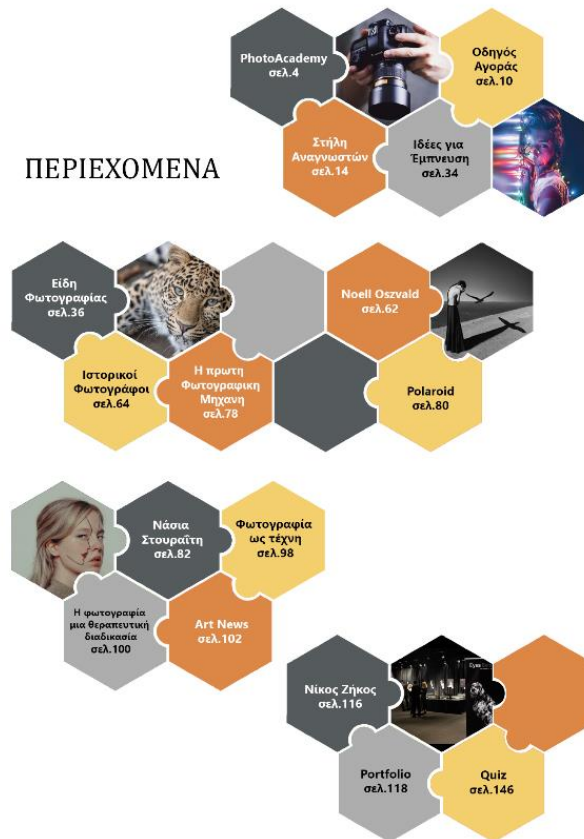 PhotoAcademy
σελ.4
Οδηγός
Αγοράς
σελ.10
Στήλη
Αναγνωστών
σελ.14
Ιδέες για
Έμπνευση
σελ.34
ΠΕΡΙΕΧΟΜΕΝΑ
Είδη
Φωτογραφίας
σελ.36
Noell Oszvald
σελ.62
Ιστορικοί
Φωτογράφοι
σελ.64
Η πρωτη
Φωτογραφικη
Μηχανη
σελ.78
Polaroid
σελ.80
Νάσια
Στουραΐτη
σελ.82
Φωτογραφία
ως τέχνη
σελ.98
Η φωτογραφία
μια θεραπευτική
διαδικασία
σελ.100
Art News
σελ.102
Νίκος Ζήκος
σελ.116
Eyes
Portfolio
σελ.118
Quiz
σελ.146